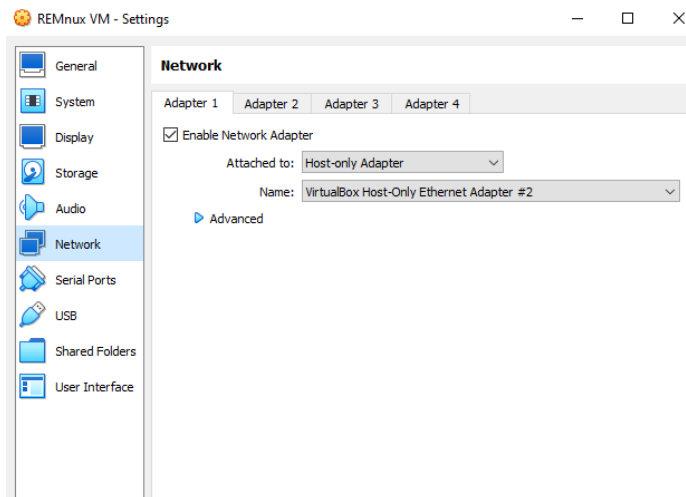 REMnux VM - Settings
General
System
Display
Storage
Audio
Network
Serial Ports
USB
Shared Folders
User Interface
Network
Adapter 1 Adapter 2 Adapter 3 Adapter 4
Enable Network Adapter
Attached to: Host-only Adapter
Name: VirtualBox Host-Only Ethernet Adapter #2
Advanced